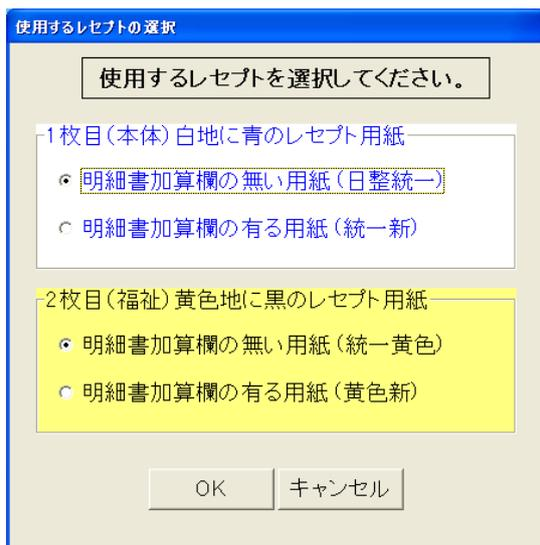 使用するレセプトの選択
使用するレセプトを選択してください。
1枚目(本体)白地に青のレセプト用紙
明細書加算欄の無い用紙(日整統一)
明細書加算欄の有る用紙(統一新)
2枚目(福祉)黄色地に黒のレセプト用紙
明細書加算欄の無い用紙(統一黄色)
明細書加算欄の有る用紙(黄色新)
OK キャンセル